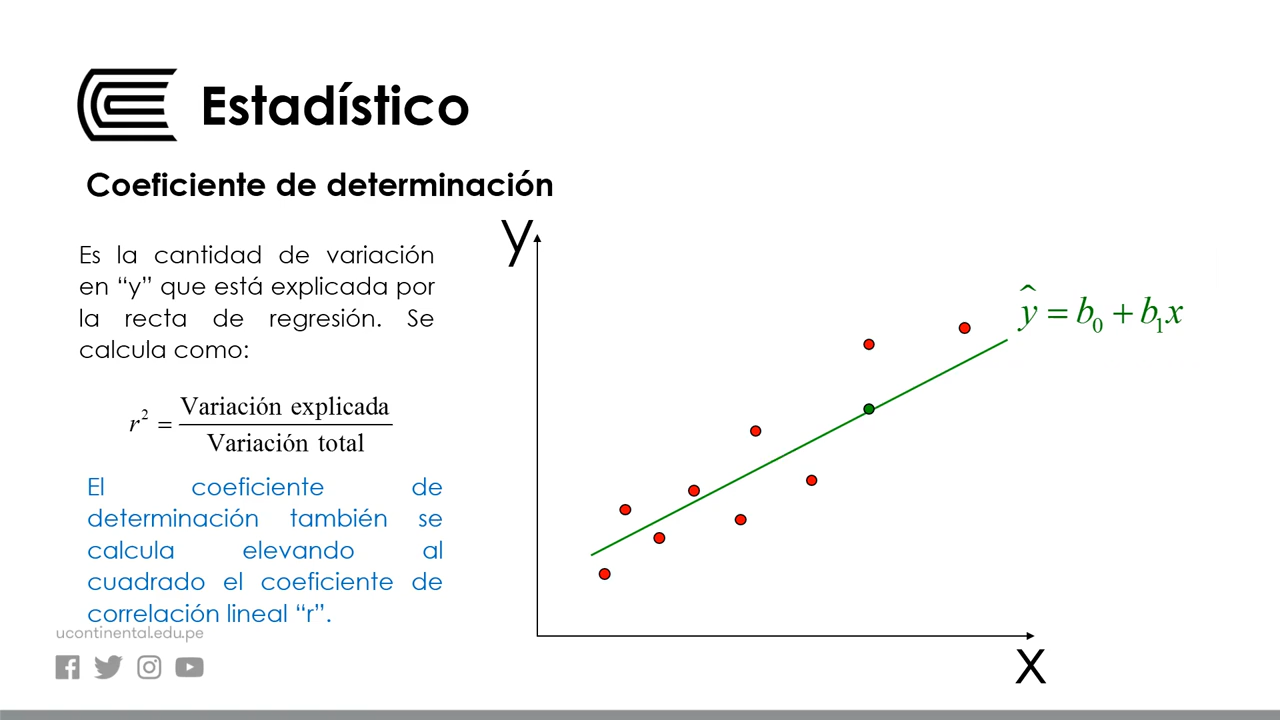 Estadístico
Coeficiente de determinación
Es la cantidad de variación
en “y” que está explicada por
la recta de regresión. Se
calcula como:
r² = Variación explicada / Variación total
El coeficiente de
determinación también se
calcula elevando al
cuadrado el coeficiente de
correlación lineal “r”.
ucontinental.edu.pe
y
ŷ = b₀ + b₁x
x